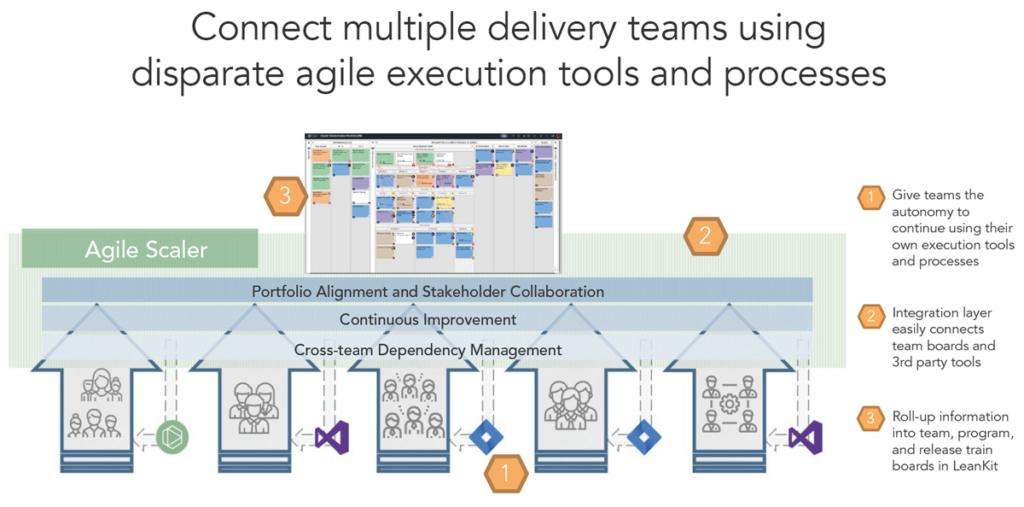 Connect multiple delivery teams using
disparate agile execution tools and processes
3
2
Agile Scaler
Portfolio Alignment and Stakeholder Collaboration
Continuous Improvement
Cross-team Dependency Management
1
1
Give teams the
autonomy to
continue using their
own execution tools
and processes
2
Integration layer
easily connects
team boards and
3rd party tools
3
Roll-up information
into team, program,
and release train
boards in LeanKit